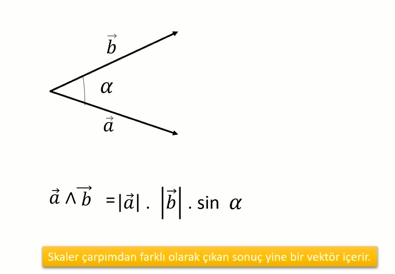 b⃗
α
a⃗
a⃗ ∧ b⃗ = |a⃗| . |b⃗| . sin α
Skaler çarpımdan farklı olarak çıkan sonuç yine bir vektör içerir.